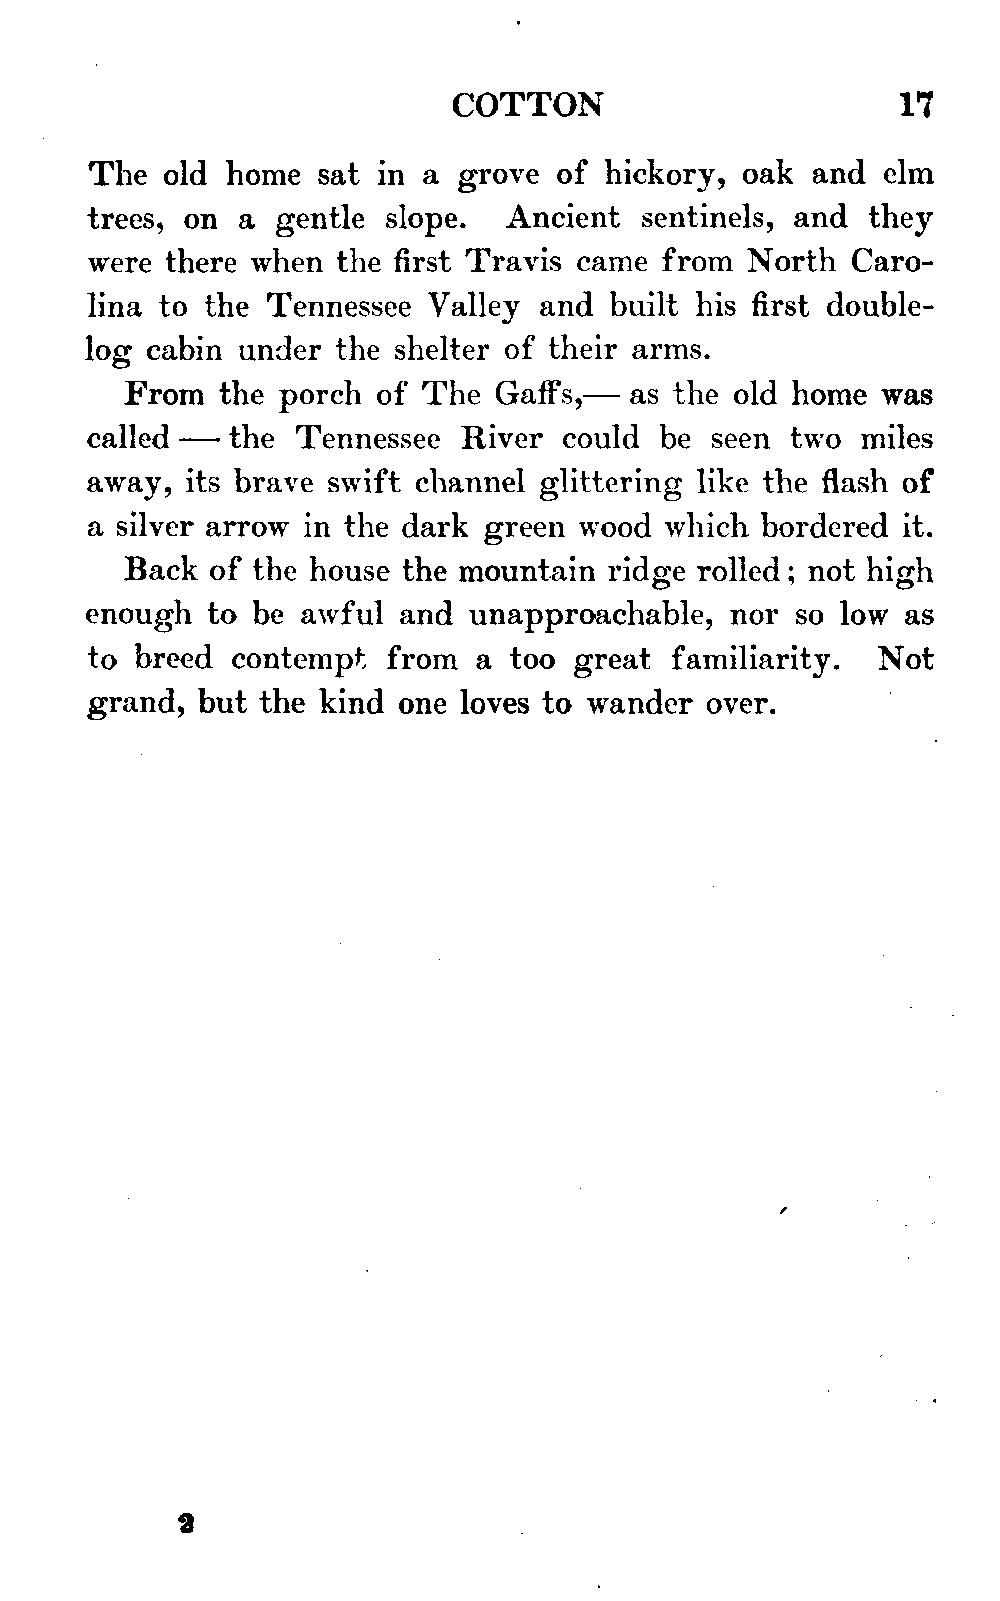 COTTON 17
The old home sat in a grove of hickory, oak and elm
trees, on a gentle slope. Ancient sentinels, and they
were there when the first Travis came from North Caro-
lina to the Tennessee Valley and built his first double-
log cabin under the shelter of their arms.
From the porch of The Gaffs,— as the old home was
called — the Tennessee River could be seen two miles
away, its brave swift channel glittering like the flash of
a silver arrow in the dark green wood which bordered it.
Back of the house the mountain ridge rolled; not high
enough to be awful and unapproachable, nor so low as
to breed contempt from a too great familiarity. Not
grand, but the kind one loves to wander over.
2